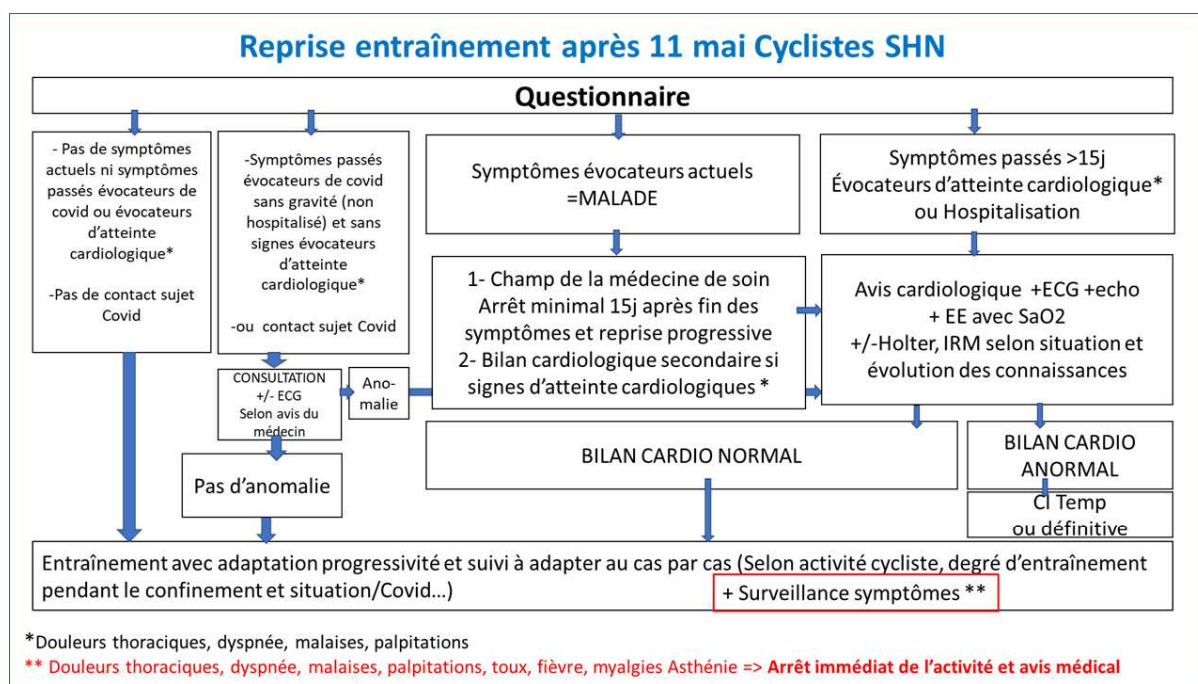 Reprise entraînement après 11 mai Cyclistes SHN
Questionnaire
- Pas de symptômes
actuels ni symptômes
passés évocateurs de
covid ou évocateurs
d'atteinte
cardiologique*
-Pas de contact sujet
Covid
-Symptômes passés
évocateurs de covid
sans gravité (non
hospitalisé) et sans
signes évocateurs
d'atteinte
cardiologique*
-ou contact sujet Covid
Symptômes évocateurs actuels
=MALADE
Symptômes passés >15j
Évocateurs d'atteinte cardiologique*
ou Hospitalisation
1- Champ de la médecine de soin
Arrêt minimal 15j après fin des
symptômes et reprise progressive
2- Bilan cardiologique secondaire si
signes d'atteinte cardiologiques *
Avis cardiologique +ECG +echo
+ EE avec SaO2
+/-Holter, IRM selon situation et
évolution des connaissances
CONSULTATION
+/- ECG
Selon avis du
médecin
Ano-
malie
Pas d'anomalie
BILAN CARDIO NORMAL
BILAN CARDIO
ANORMAL
CI Temp
ou définitive
Entraînement avec adaptation progressivité et suivi à adapter au cas par cas (Selon activité cycliste, degré d'entraînement
pendant le confinement et situation/Covid...)
+ Surveillance symptômes **
*Douleurs thoraciques, dyspnée, malaises, palpitations
** Douleurs thoraciques, dyspnée, malaises, palpitations, toux, fièvre, myalgies Asthénie => Arrêt immédiat de l'activité et avis médical